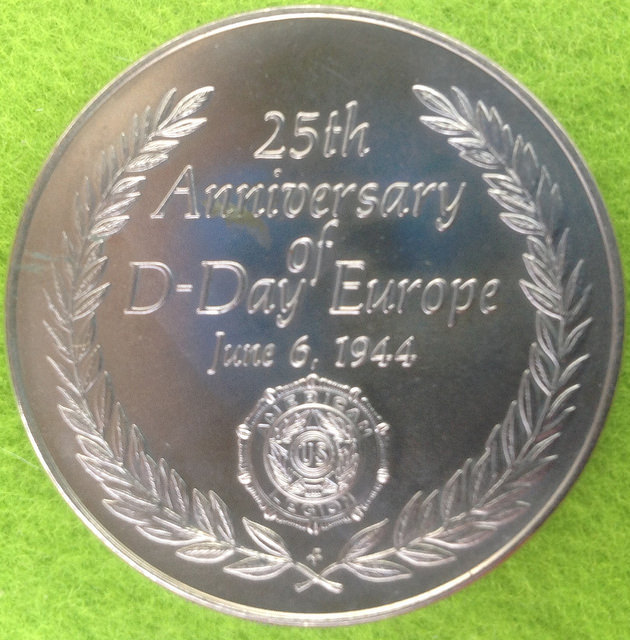 25th
Anniversary
of
D-Day Europe
June 6, 1944
AMERICAN
US
LEGION